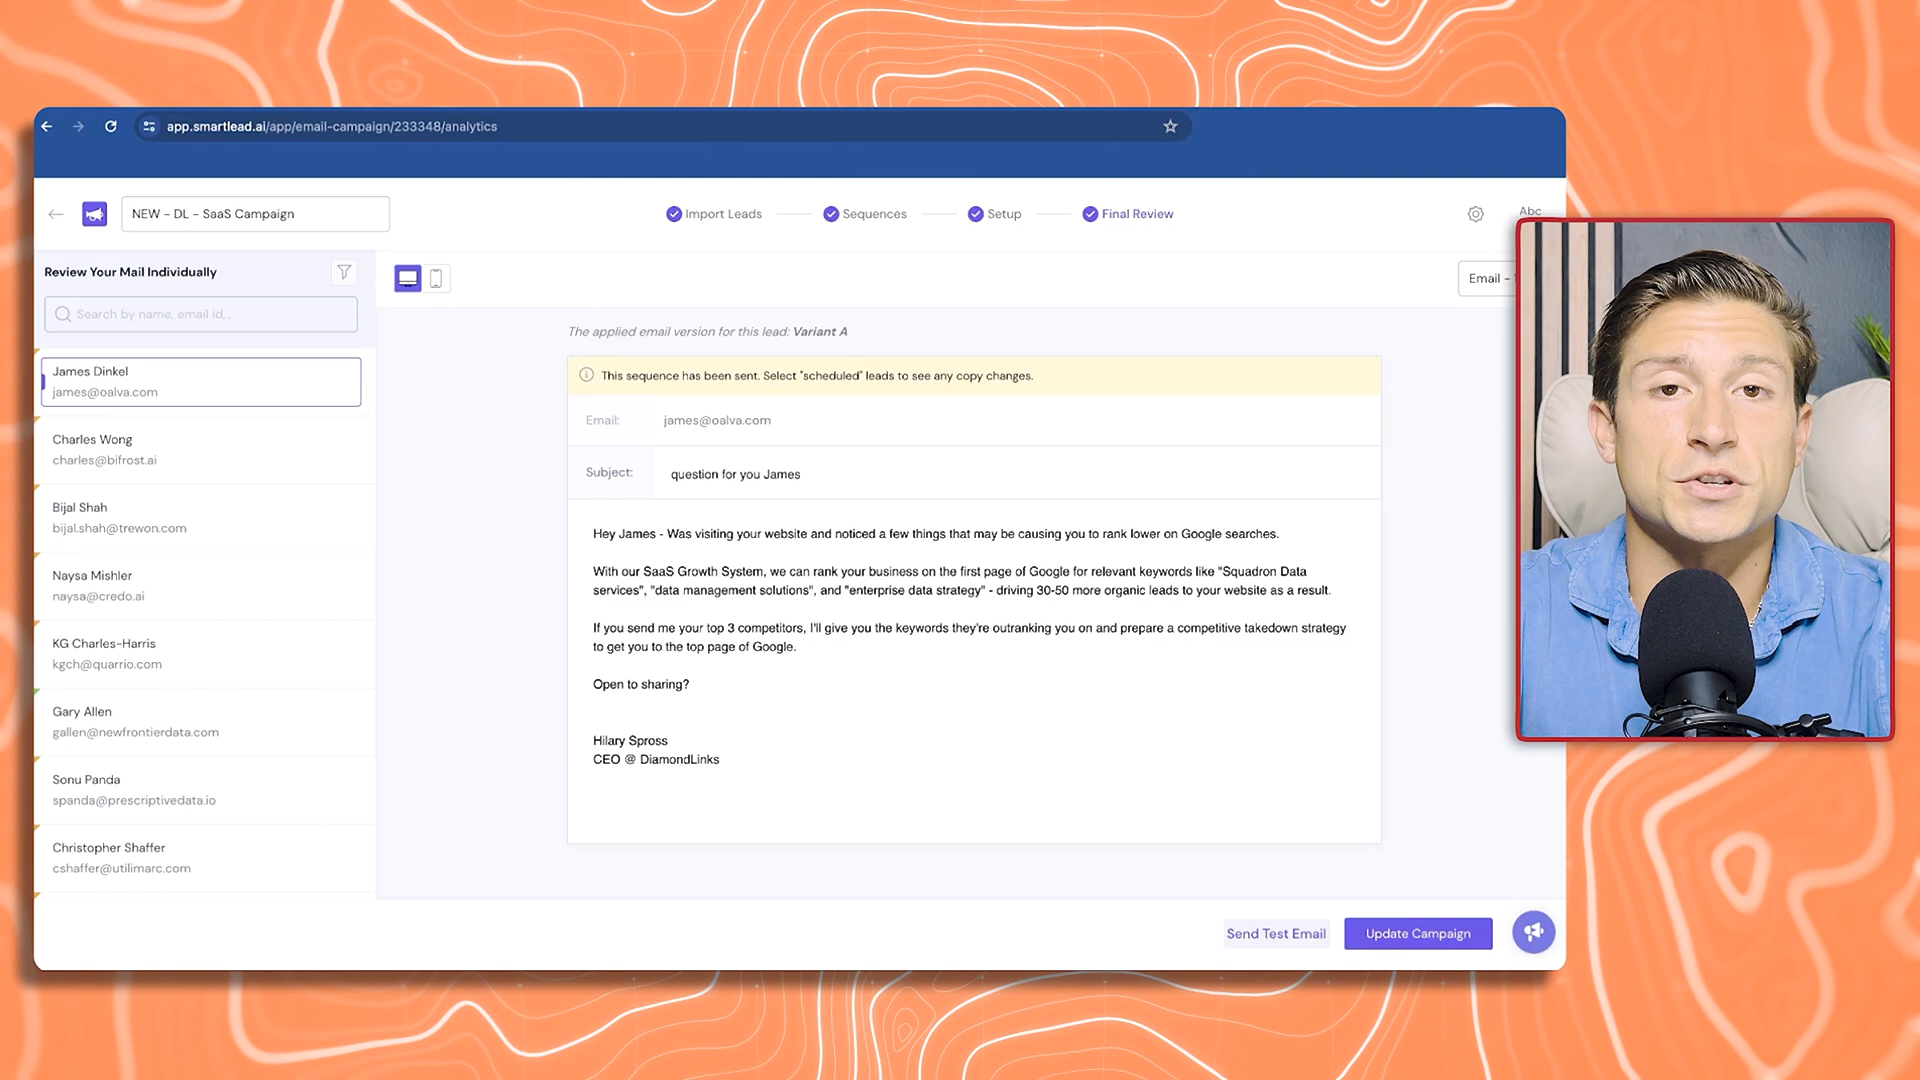 app.smartlead.ai/app/email-campaign/233348/analytics
NEW - DL - SaaS Campaign
Import Leads
Sequences
Setup
Final Review
Abc
Review Your Mail Individually
Search by name, email id,..
James Dinkel
james@oalva.com
Charles Wong
charles@bifrost.ai
Bijal Shah
bijal.shah@trewon.com
Naysa Mishler
naysa@credo.ai
KG Charles-Harris
kgch@quarrio.com
Gary Allen
gallen@newfrontierdata.com
Sonu Panda
spanda@prescriptivedata.io
Christopher Shaffer
cshaffer@utilimarc.com
Email -
The applied email version for this lead: Variant A
This sequence has been sent. Select "scheduled" leads to see any copy changes.
Email: james@oalva.com
Subject: question for you James
Hey James - Was visiting your website and noticed a few things that may be causing you to rank lower on Google searches.
With our SaaS Growth System, we can rank your business on the first page of Google for relevant keywords like "Squadron Data
services", "data management solutions", and "enterprise data strategy" - driving 30-50 more organic leads to your website as a result.
If you send me your top 3 competitors, I'll give you the keywords they're outranking you on and prepare a competitive takedown strategy
to get you to the top page of Google.
Open to sharing?
Hilary Spross
CEO @ DiamondLinks
Send Test Email
Update Campaign